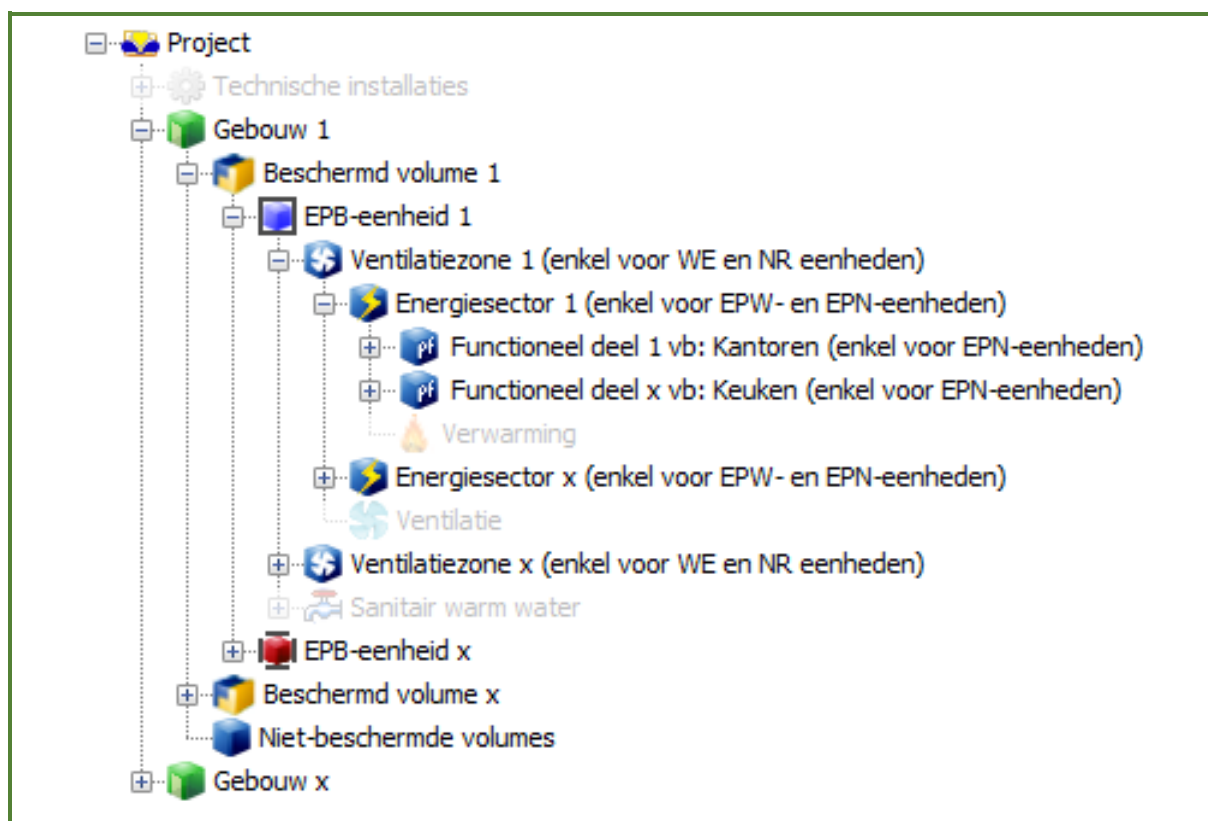 Project
Technische installaties
Gebouw 1
Beschermd volume 1
EPB-eenheid 1
Ventilatiezone 1 (enkel voor WE en NR eenheden)
Energiesector 1 (enkel voor EPW- en EPN-eenheden)
Functioneel deel 1 vb: Kantoren (enkel voor EPN-eenheden)
Functioneel deel x vb: Keuken (enkel voor EPN-eenheden)
Verwarming
Energiesector x (enkel voor EPW- en EPN-eenheden)
Ventilatie
Ventilatiezone x (enkel voor WE en NR eenheden)
Sanitair warm water
EPB-eenheid x
Beschermd volume x
Niet-beschermde volumes
Gebouw x